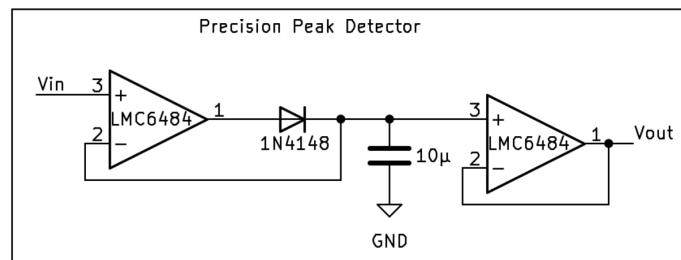 Precision Peak Detector
Vin
3
+
LMC6484
2
−
1
1N4148
10µ
GND
3
+
LMC6484
2
−
1
Vout